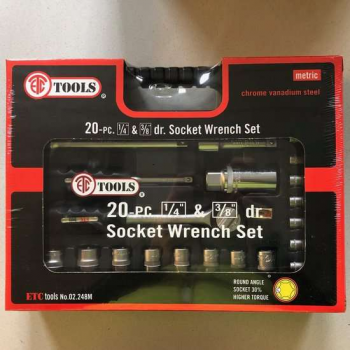 ETC TOOLS ®
metric
chrome vanadium steel
20-PC. 1/4" & 3/8" dr. Socket Wrench Set
ETC TOOLS ®
20-PC 1/4" & 3/8" dr.
Socket Wrench Set
ROUND ANGLE
SOCKET 30%
HIGHER TORQUE
ETC tools No.02.248M